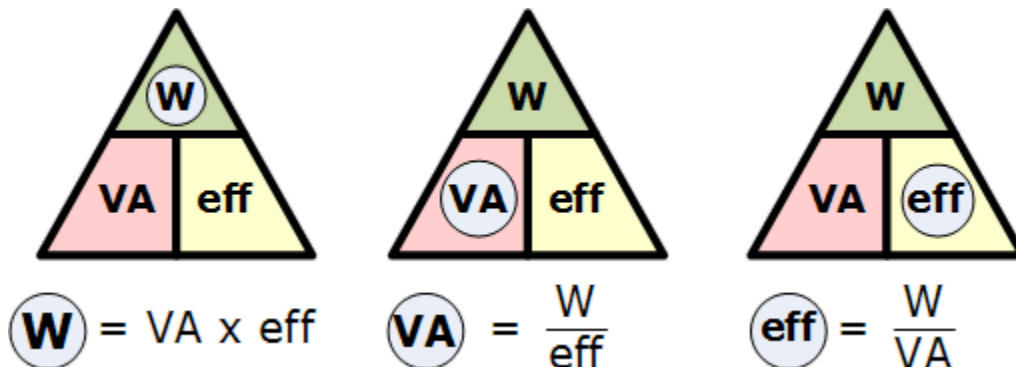 W
VA eff
W
VA eff
W
VA eff
W = VA x eff
VA = W
eff
eff = W
VA